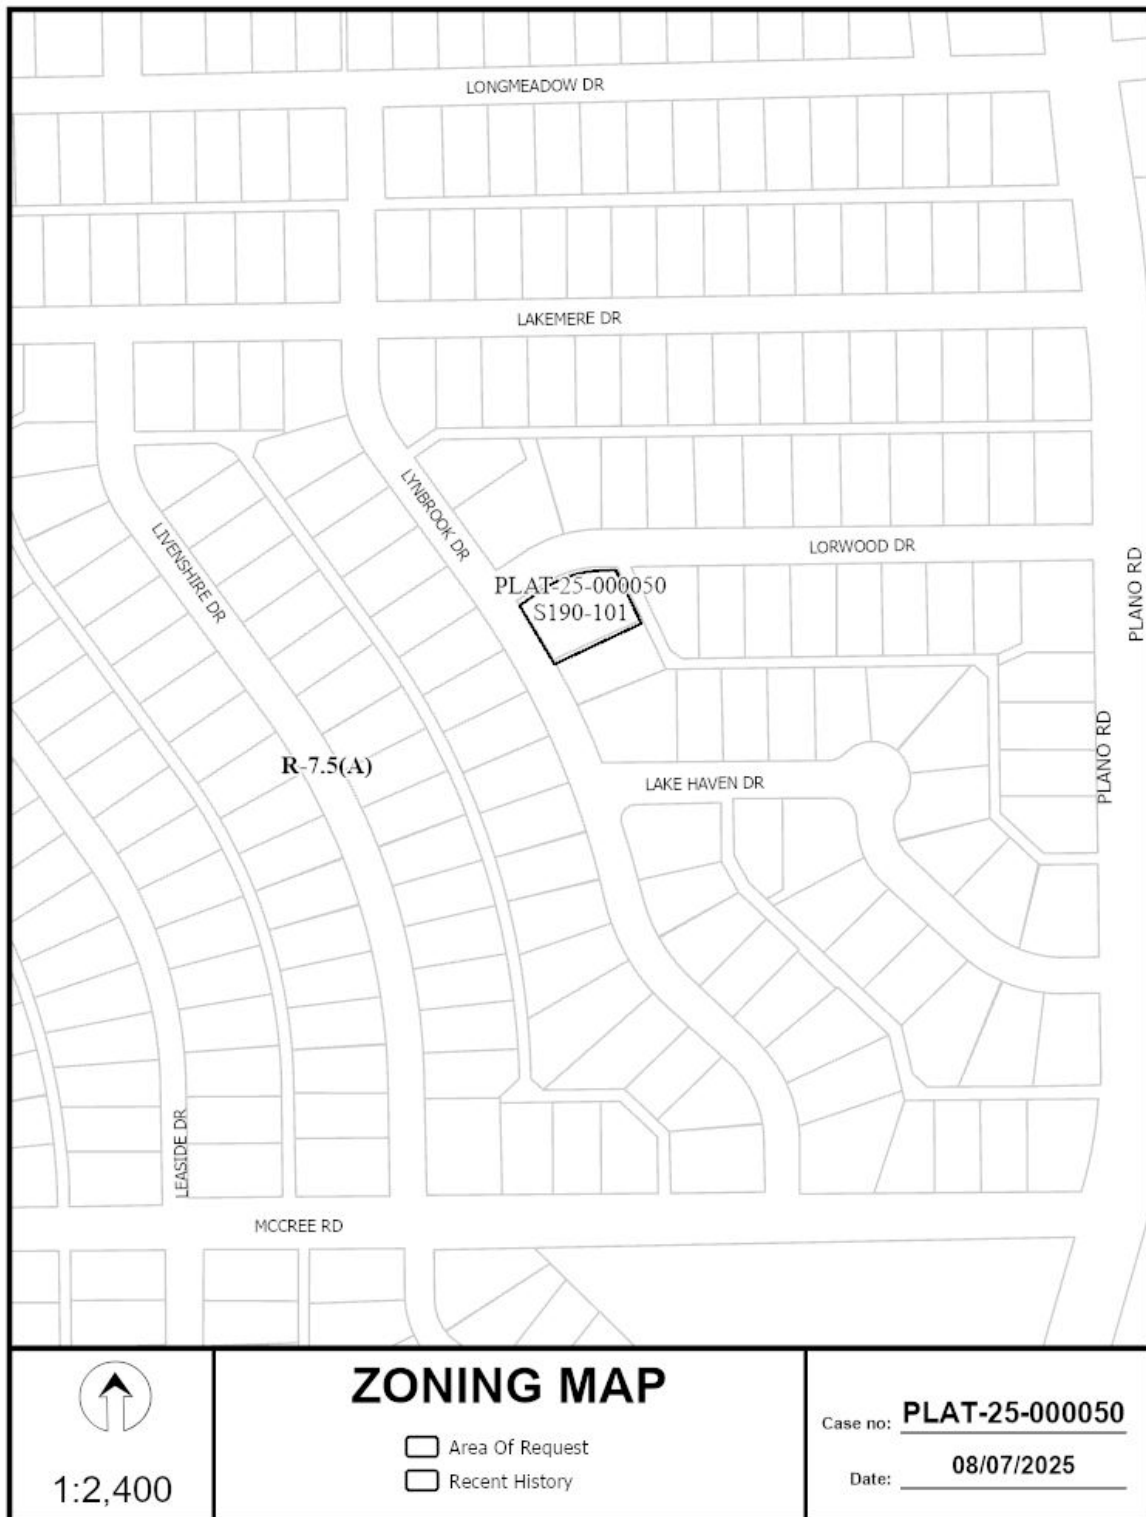 LONGMEADOW DR
LAKEMERE DR
LYNBROOK DR
LIVENSHIRE DR
LORWOOD DR
PLANO RD
PLAT-25-000050
S190-101
PLANO RD
R-7.5(A)
LAKE HAVEN DR
LEASIDE DR
MCCREE RD
1:2,400
ZONING MAP
Area Of Request
Recent History
Case no: PLAT-25-000050
Date: 08/07/2025